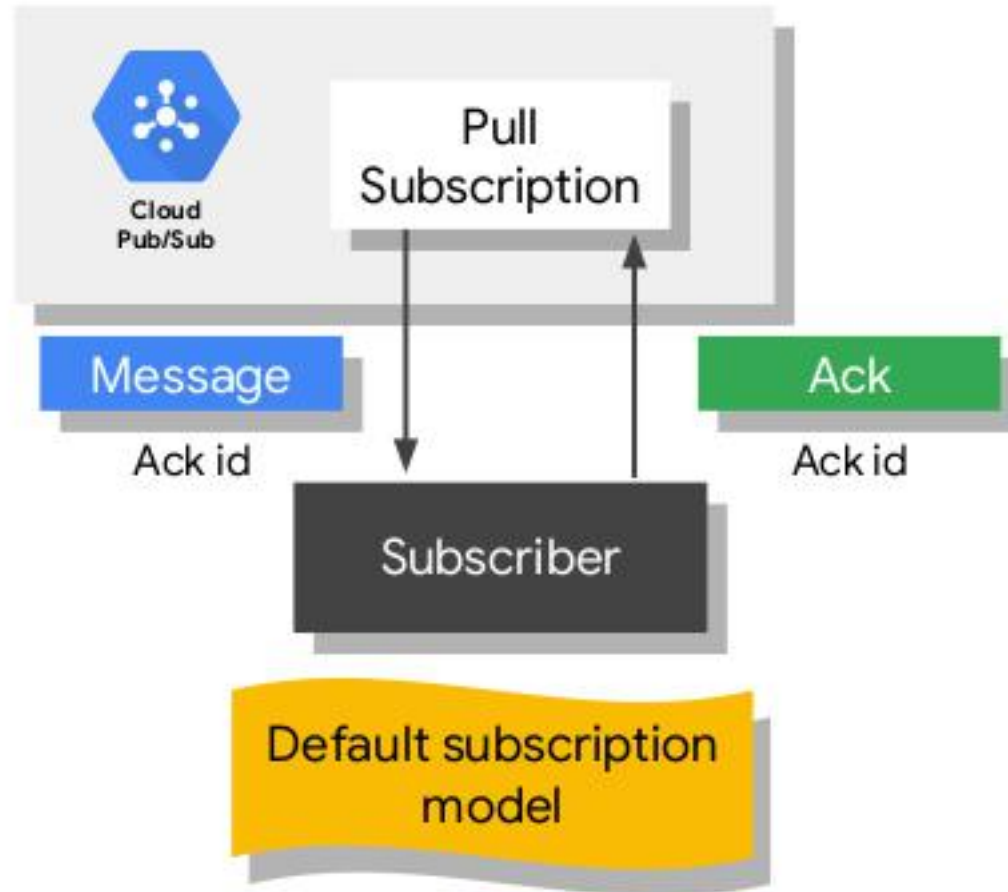 Cloud
Pub/Sub
Pull
Subscription
Message
Ack id
Ack
Ack id
Subscriber
Default subscription
model